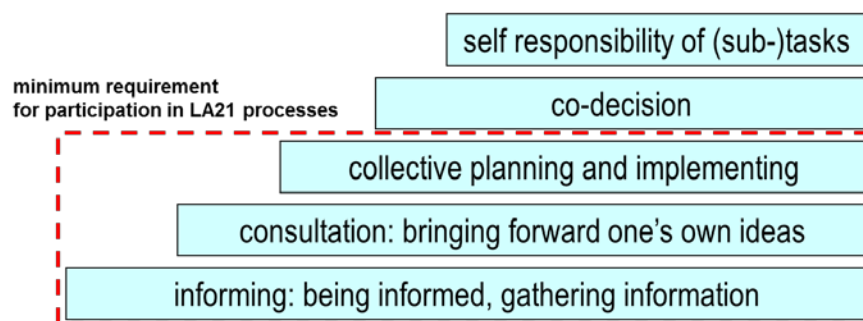 self responsibility of (sub-)tasks
minimum requirement
for participation in LA21 processes
co-decision
collective planning and implementing
consultation: bringing forward one's own ideas
informing: being informed, gathering information